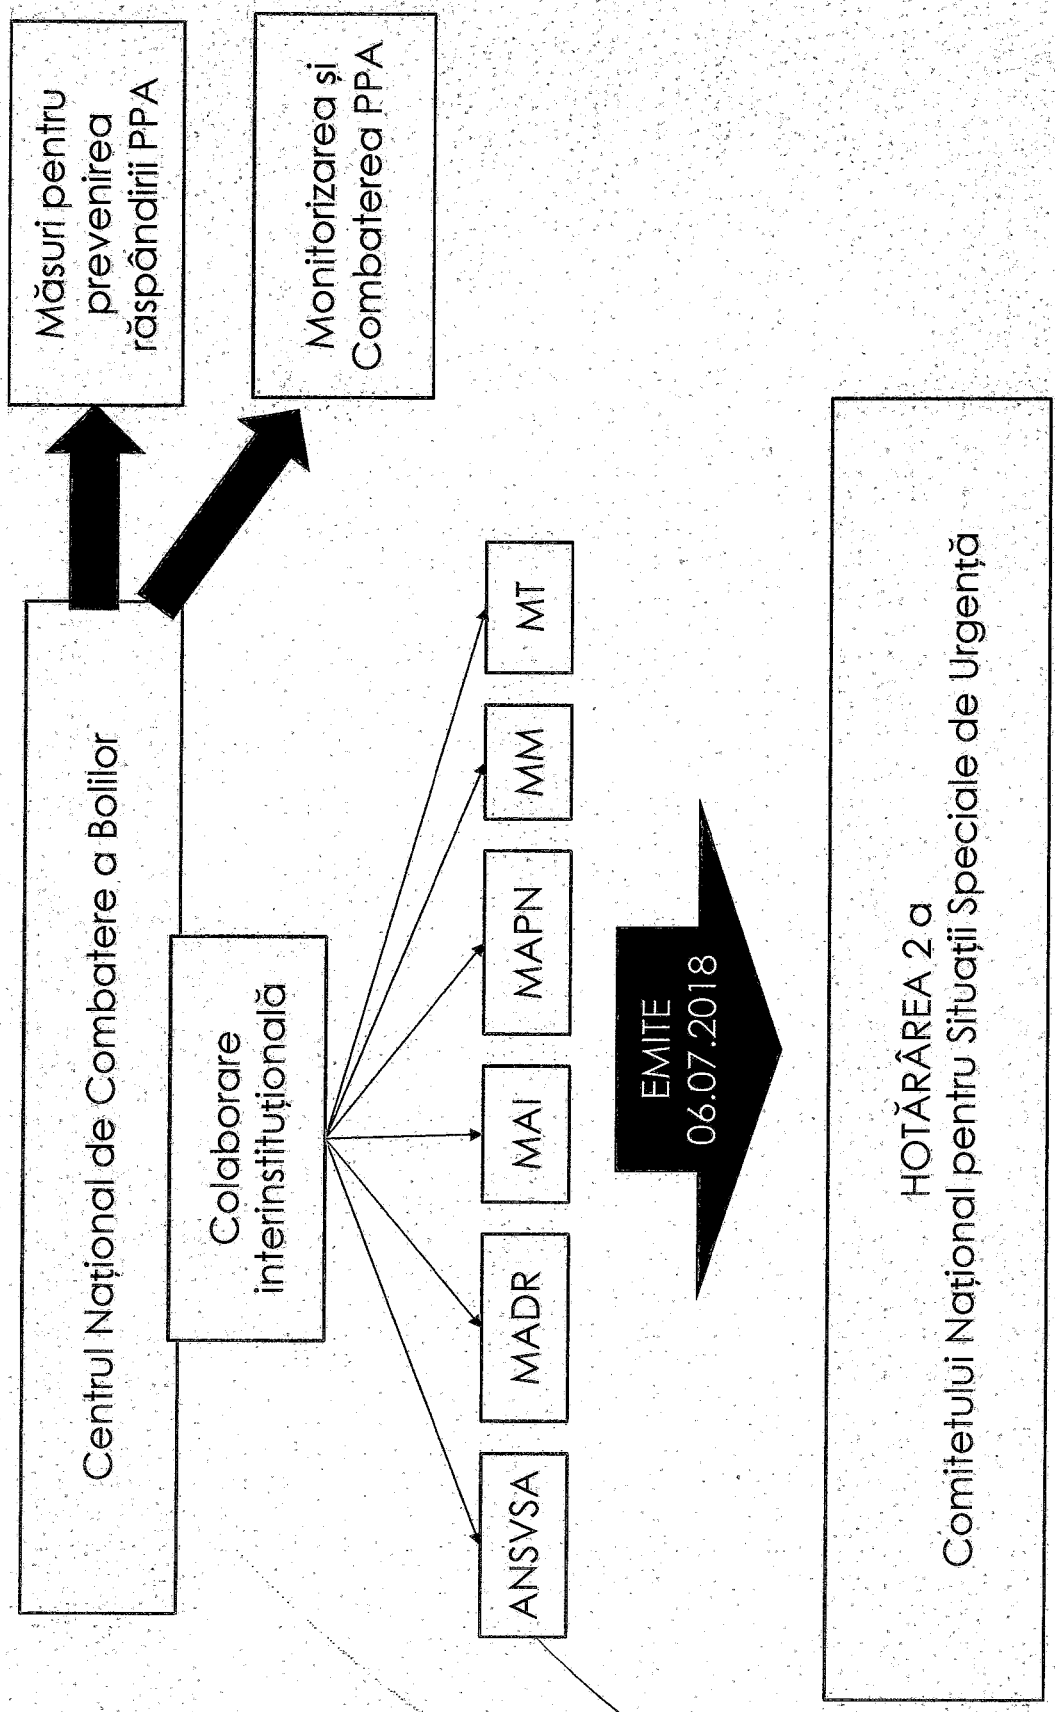 Centrul Național de Combatere a Bolilor
Măsuri pentru
prevenirea
răspândirii PPA
Monitorizarea și
Combaterea PPA
Colaborare
interinstituțională
ANSVSA
MADR
MAI
MAPN
MM
MT
EMITE
06.07.2018
HOTĂRÂREA 2 a
Comitetului Național pentru Situații Speciale de Urgență